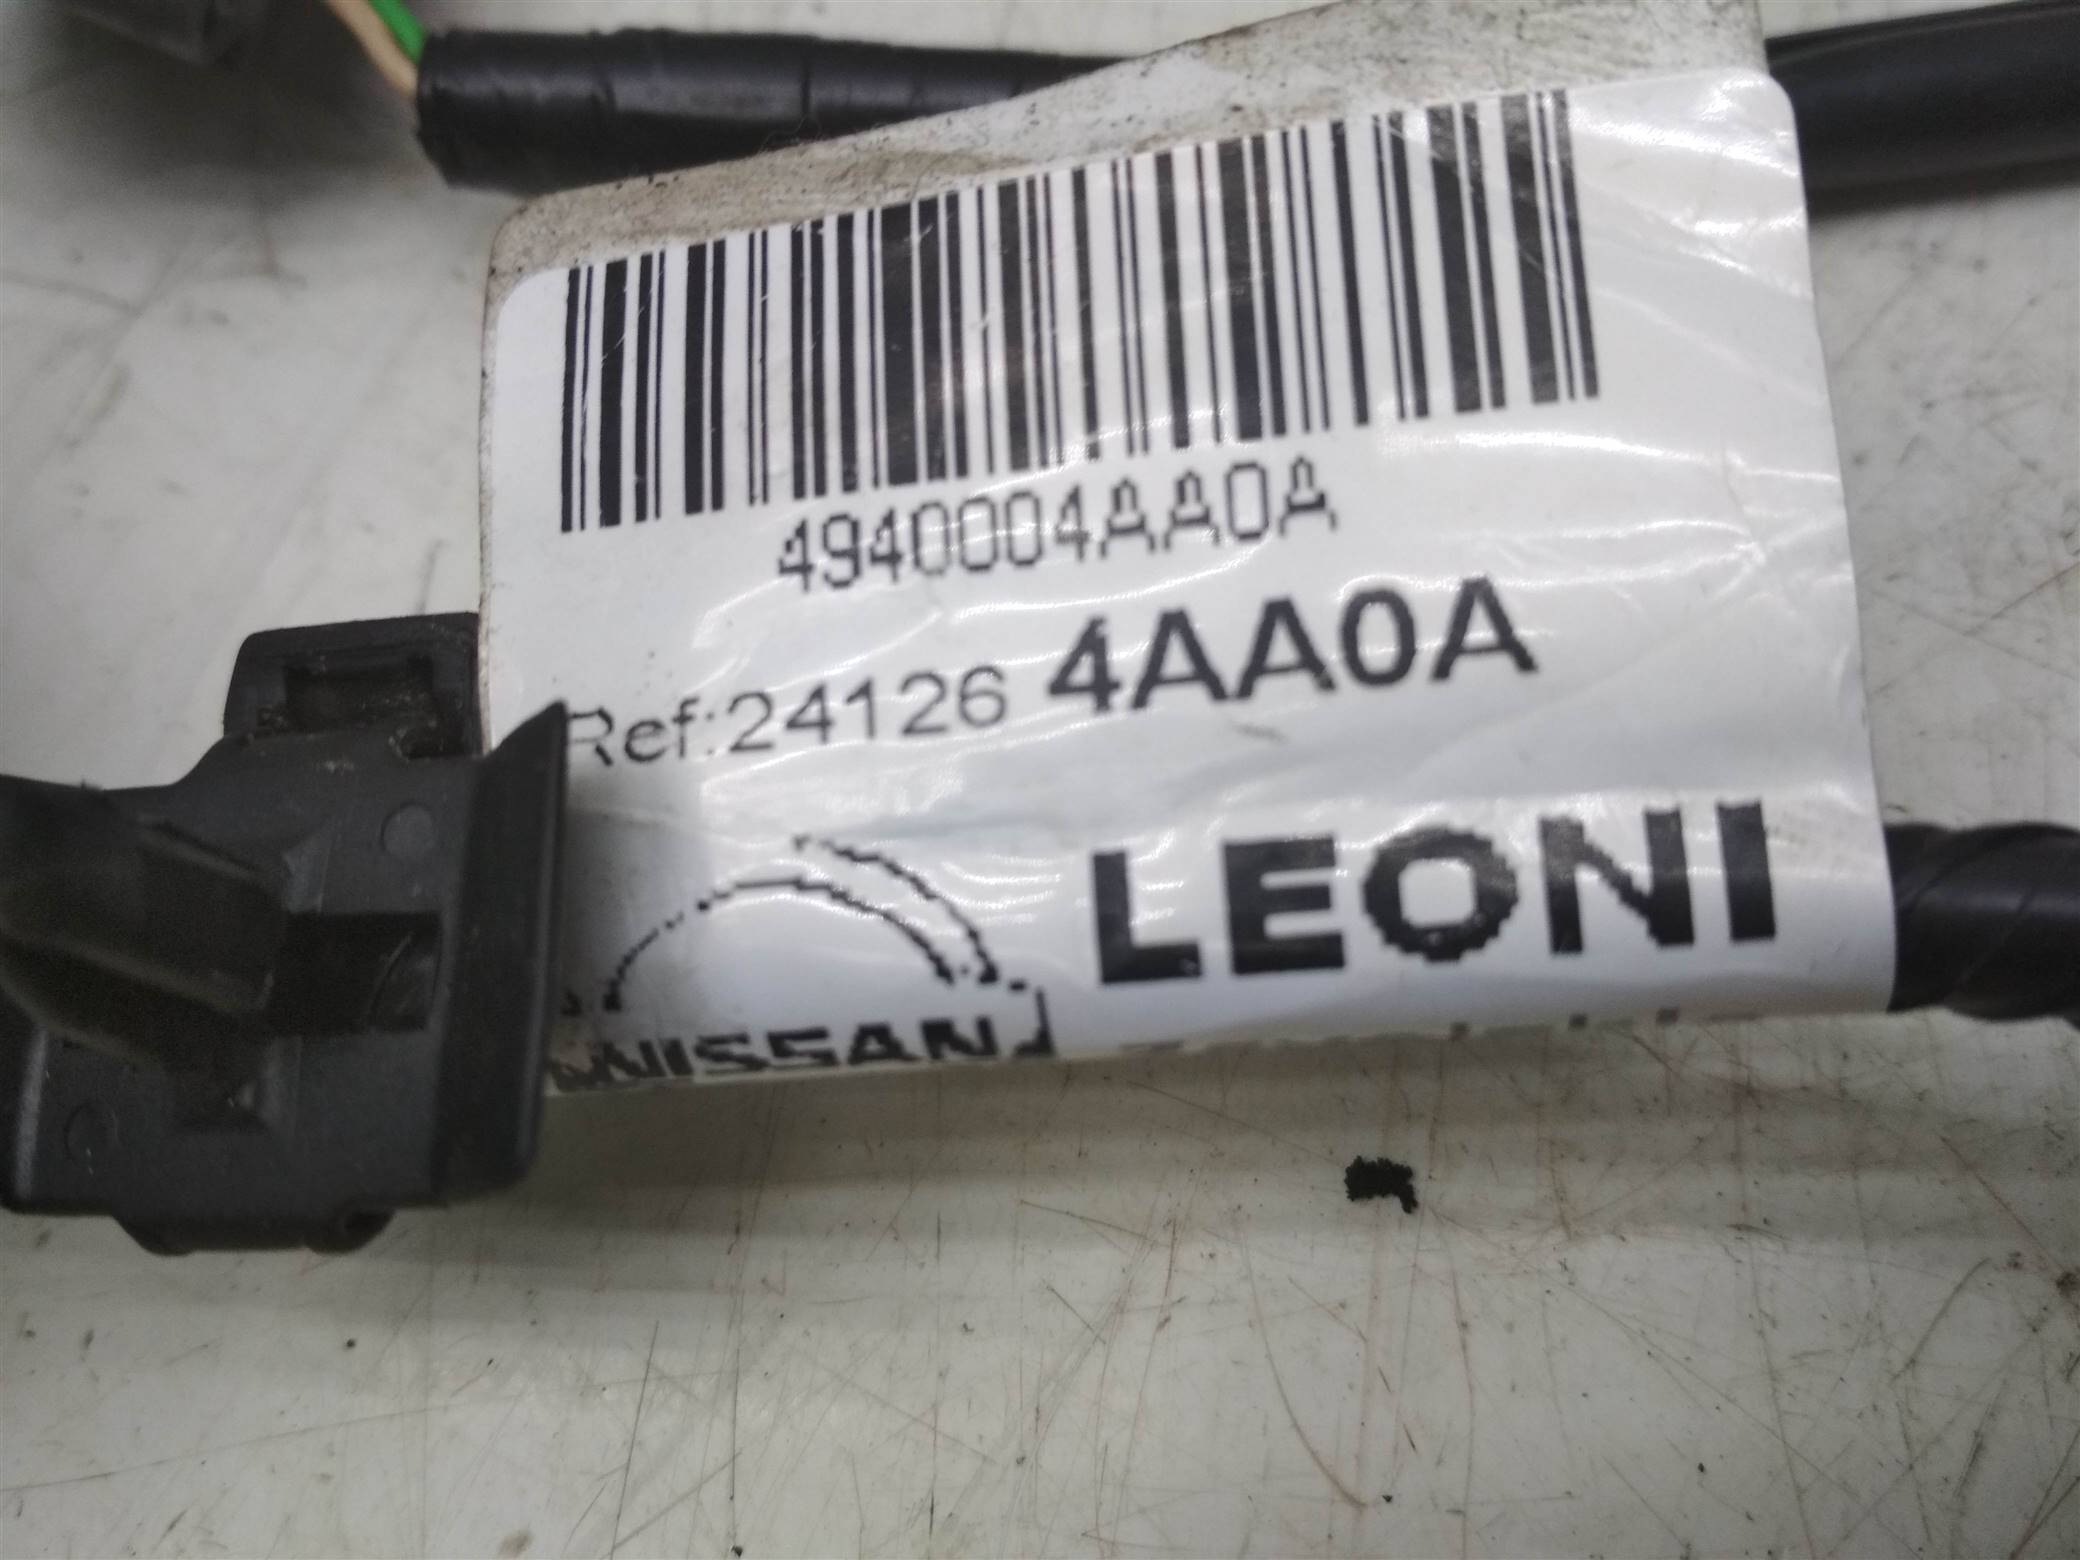 4940004AA0A
Ref:24126 4AA0A
LEONI
NISSAN